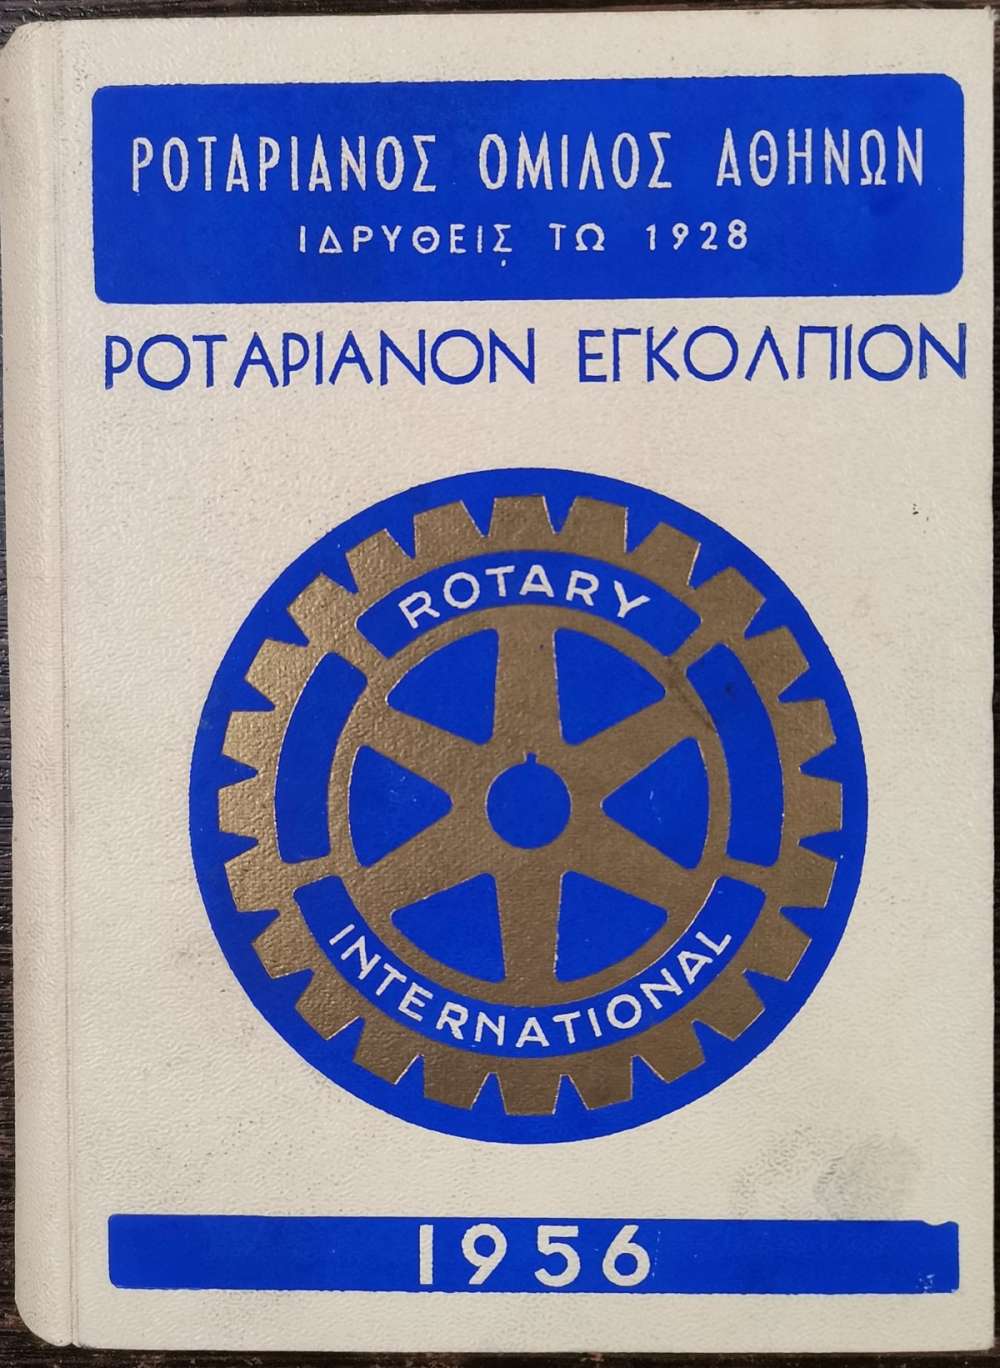 ΡΟΤΑΡΙΑΝΟΣ ΟΜΙΛΟΣ ΑΘΗΝΩΝ
ΙΔΡΥΘΕΙΣ ΤΩ 1928
ΡΟΤΑΡΙΑΝΟΝ ΕΓΚΟΛΠΙΟΝ
ROTARY
INTERNATIONAL
1956